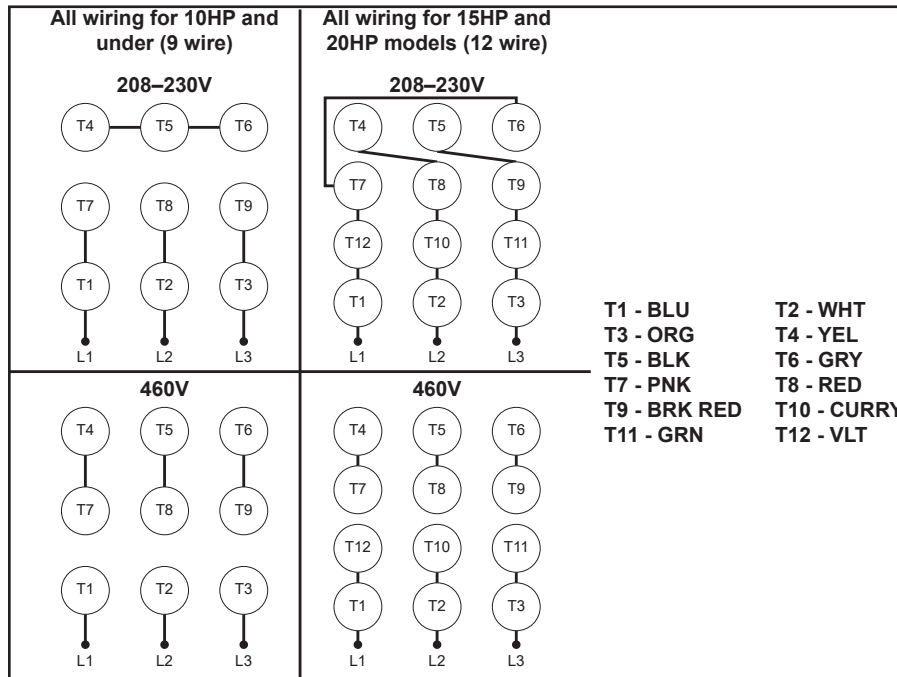 All wiring for 10HP and
under (9 wire)
208–230V
T4 T5 T6
T7 T8 T9
T1 T2 T3
L1 L2 L3
All wiring for 15HP and
20HP models (12 wire)
208–230V
T4 T5 T6
T7 T8 T9
T12 T10 T11
T1 T2 T3
L1 L2 L3
460V
T4 T5 T6
T7 T8 T9
T1 T2 T3
L1 L2 L3
460V
T4 T5 T6
T7 T8 T9
T12 T10 T11
T1 T2 T3
L1 L2 L3
T1 - BLU T2 - WHT
T3 - ORG T4 - YEL
T5 - BLK T6 - GRY
T7 - PNK T8 - RED
T9 - BRK RED T10 - CURRY
T11 - GRN T12 - VLT